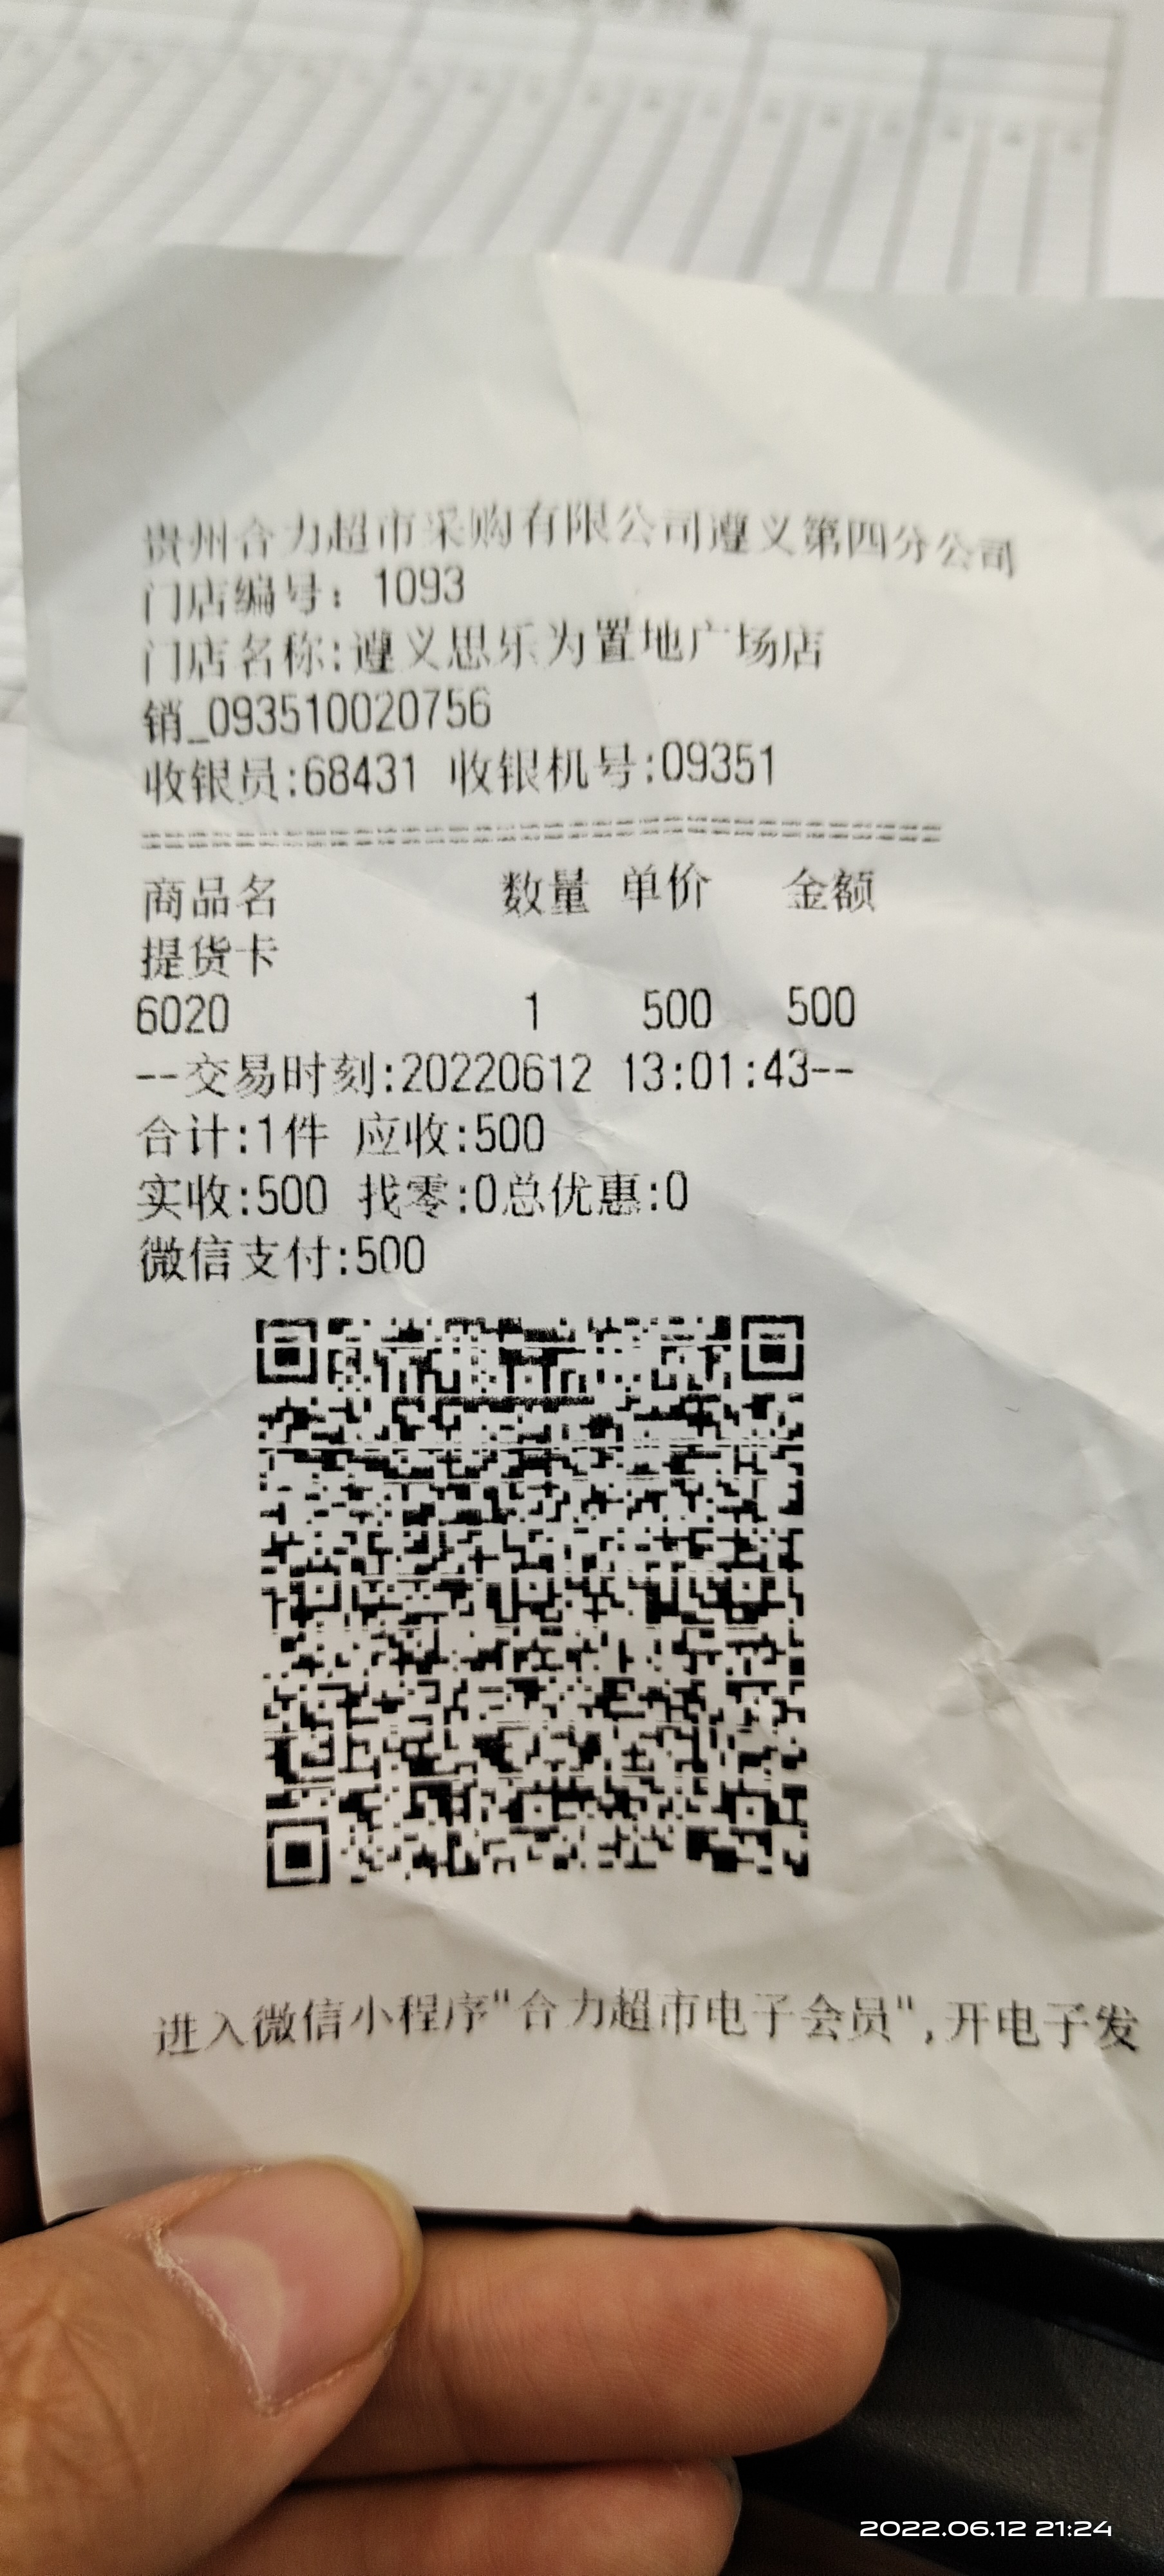 贵州合力超市采购有限公司遵义第四分公司
门店编号：1093
门店名称:遵义思乐为置地广场店
销_093510020756
收银员:68431 收银机号:09351
商品名 数量 单价 金额
提货卡
6020 1 500 500
--交易时刻:20220612 13:01:43--
合计:1件 应收:500
实收:500 找零:0总优惠:0
微信支付:500
进入微信小程序"合力超市电子会员",开电子发
2022.06.12 21:24